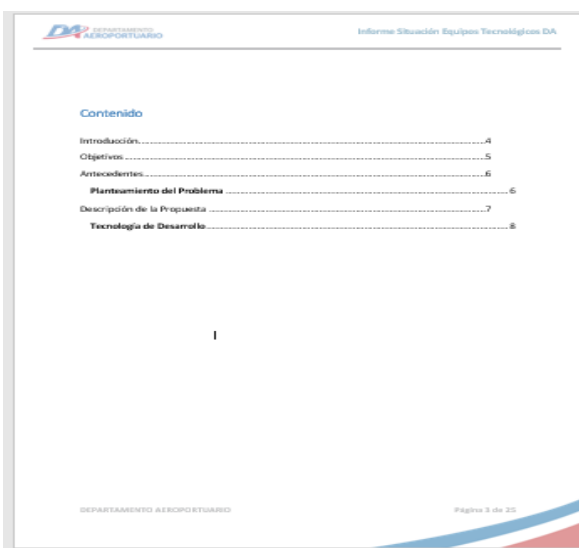 DA DEPARTAMENTO
AEROPORTUARIO
Informe Situación Equipos Tecnológicos DA
Contenido
Introducción.....4
Objetivos.....5
Antecedentes.....6
Planteamiento del Problema.....6
Descripción de la Propuesta.....7
Tecnología de Desarrollo.....8
DEPARTAMENTO AEROPORTUARIO
Página 3 de 25